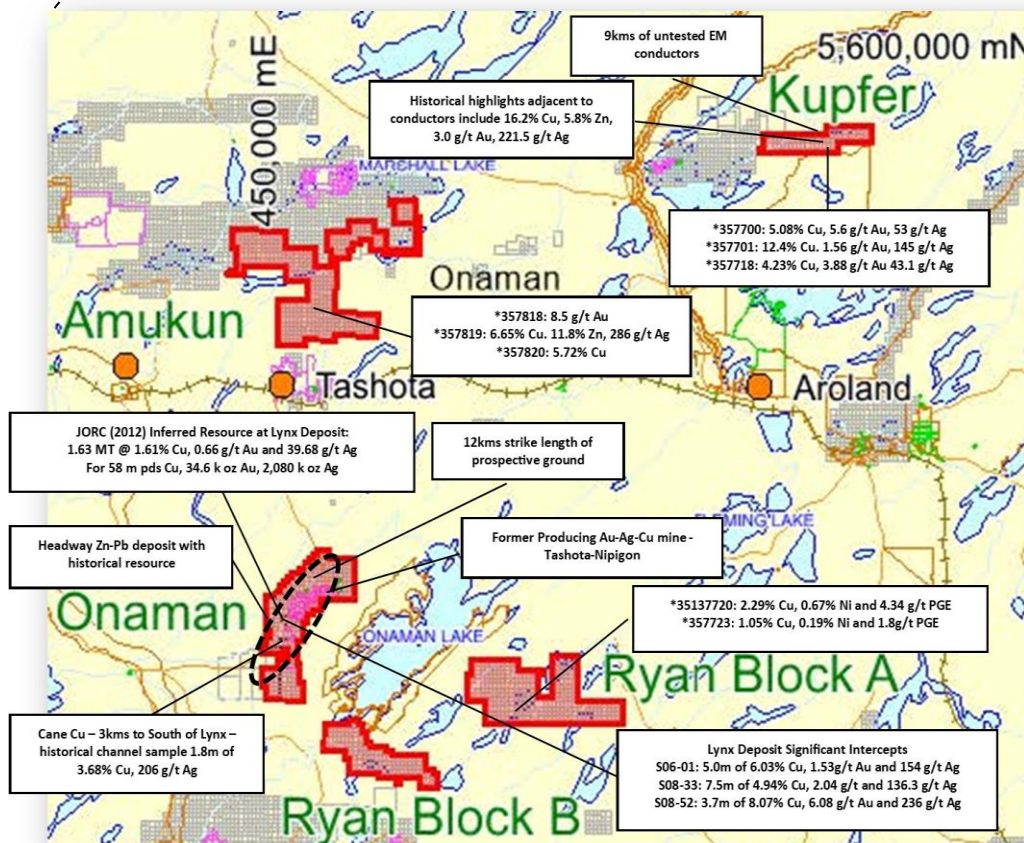 9kms of untested EM
conductors
5,600,000 mN
450,000 mE
Kupfer
Historical highlights adjacent to
conductors include 16.2% Cu, 5.8% Zn,
3.0 g/t Au, 221.5 g/t Ag
MARSHALL LAKE
*357700: 5.08% Cu, 5.6 g/t Au, 53 g/t Ag
*357701: 12.4% Cu. 1.56 g/t Au, 145 g/t Ag
*357718: 4.23% Cu, 3.88 g/t Au 43.1 g/t Ag
Onaman
Amukun
*357818: 8.5 g/t Au
*357819: 6.65% Cu. 11.8% Zn, 286 g/t Ag
*357820: 5.72% Cu
Tashota
Aroland
JORC (2012) Inferred Resource at Lynx Deposit:
1.63 MT @ 1.61% Cu, 0.66 g/t Au and 39.68 g/t Ag
For 58 m pds Cu, 34.6 k oz Au, 2,080 k oz Ag
12kms strike length of
prospective ground
Headway Zn-Pb deposit with
historical resource
Former Producing Au-Ag-Cu mine -
Tashota-Nipigon
FLEMING LAKE
Onaman
ONAMAN LAKE
*35137720: 2.29% Cu, 0.67% Ni and 4.34 g/t PGE
*357723: 1.05% Cu, 0.19% Ni and 1.8g/t PGE
Ryan Block A
Cane Cu – 3kms to South of Lynx –
historical channel sample 1.8m of
3.68% Cu, 206 g/t Ag
Lynx Deposit Significant Intercepts
S06-01: 5.0m of 6.03% Cu, 1.53g/t Au and 154 g/t Ag
S08-33: 7.5m of 4.94% Cu, 2.04 g/t and 136.3 g/t Ag
S08-52: 3.7m of 8.07% Cu, 6.08 g/t Au and 236 g/t Ag
Ryan Block B